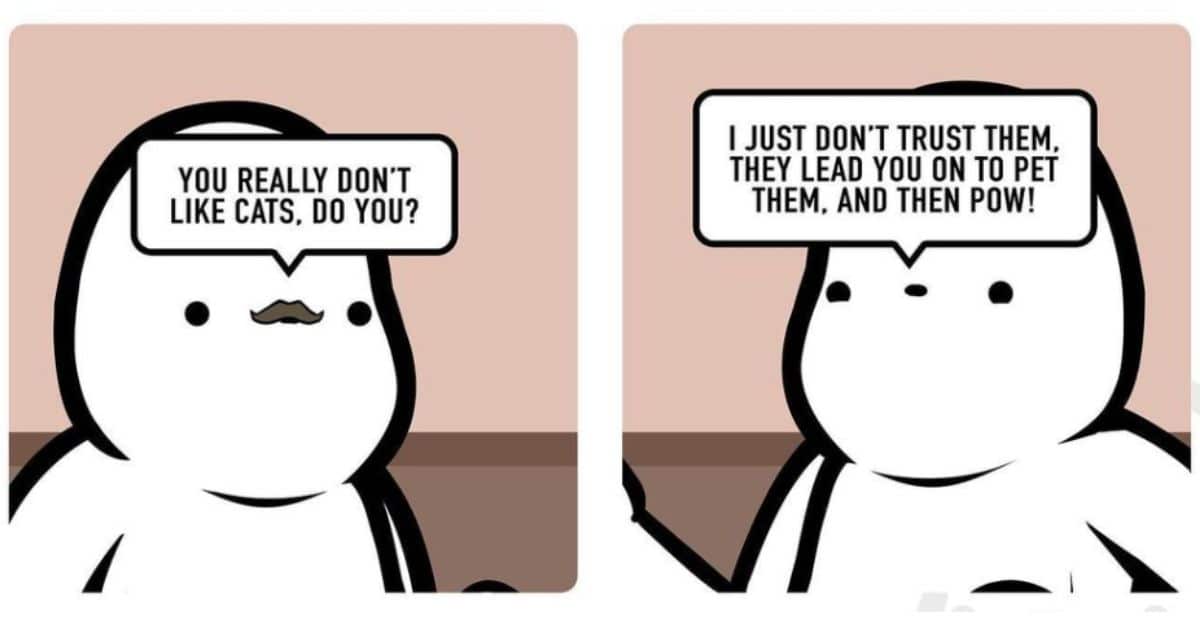 YOU REALLY DON'T
LIKE CATS, DO YOU?
I JUST DON'T TRUST THEM,
THEY LEAD YOU ON TO PET
THEM, AND THEN POW!